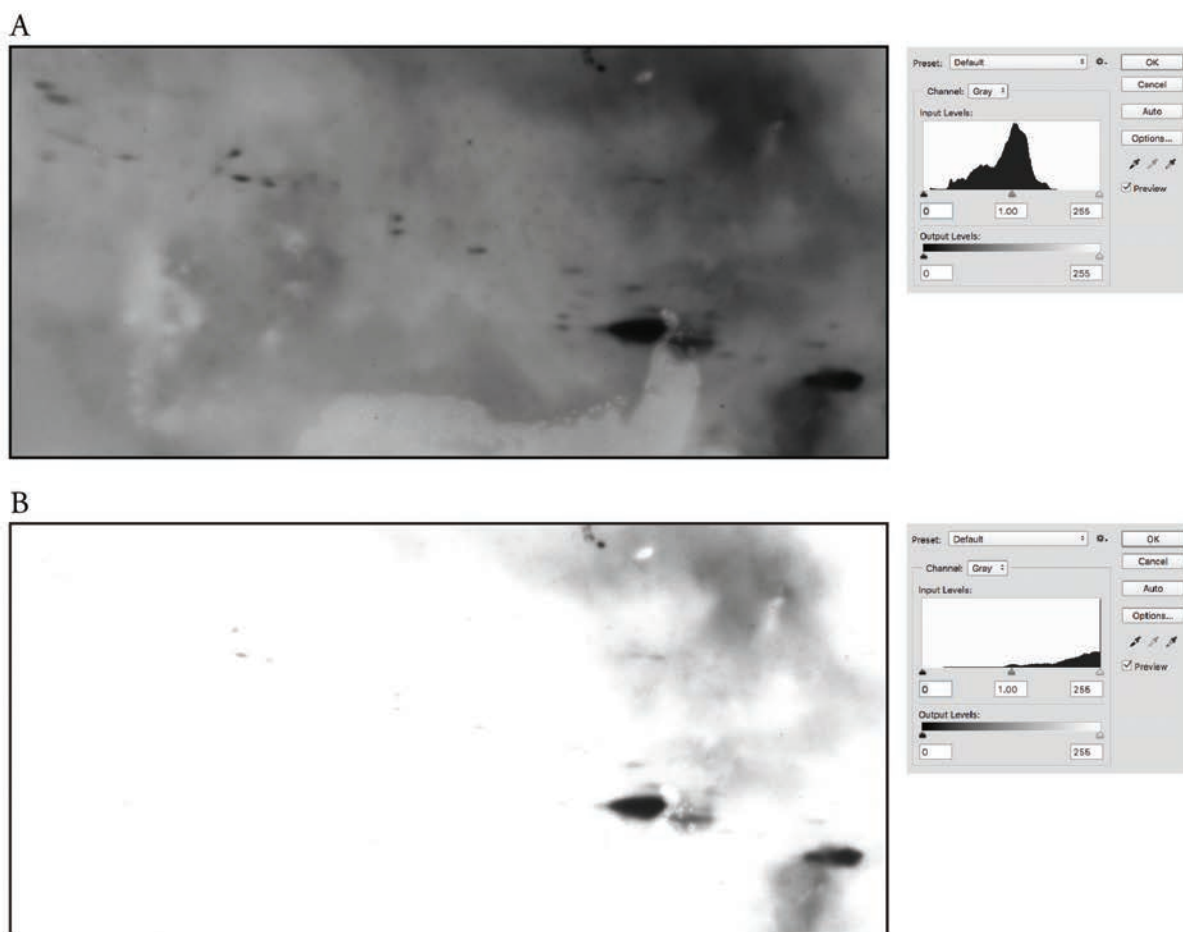 A
Preset: Default OK
Channel: Gray Cancel
Input Levels: Auto
Options...
Preview
0 1.00 255
Output Levels:
0 255
B
Preset: Default OK
Channel: Gray Cancel
Input Levels: Auto
Options...
Preview
0 1.00 255
Output Levels:
0 255